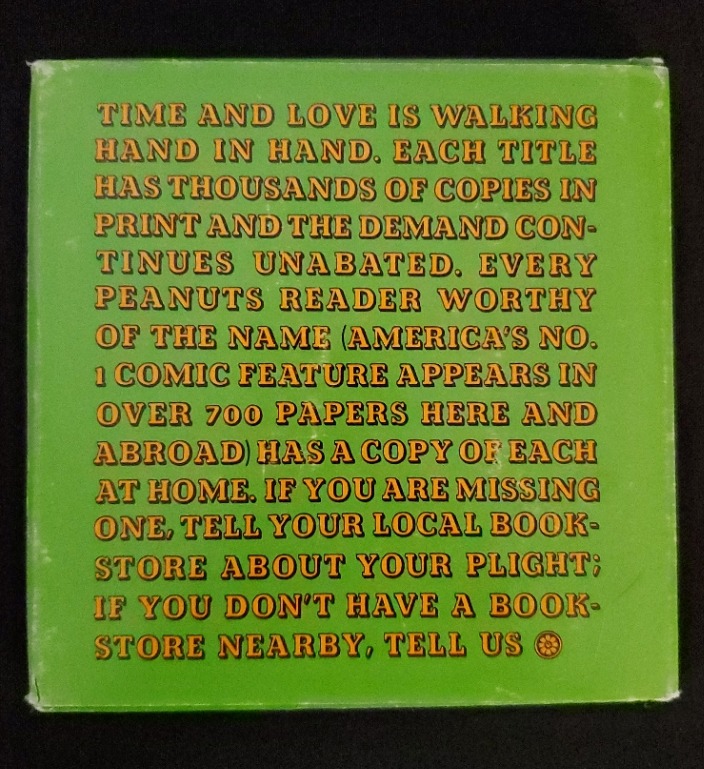 TIME AND LOVE IS WALKING
HAND IN HAND. EACH TITLE
HAS THOUSANDS OF COPIES IN
PRINT AND THE DEMAND CON-
TINUES UNABATED. EVERY
PEANUTS READER WORTHY
OF THE NAME (AMERICA'S NO.
1 COMIC FEATURE APPEARS IN
OVER 700 PAPERS HERE AND
ABROAD) HAS A COPY OF EACH
AT HOME. IF YOU ARE MISSING
ONE, TELL YOUR LOCAL BOOK-
STORE ABOUT YOUR PLIGHT;
IF YOU DON'T HAVE A BOOK-
STORE NEARBY, TELL US